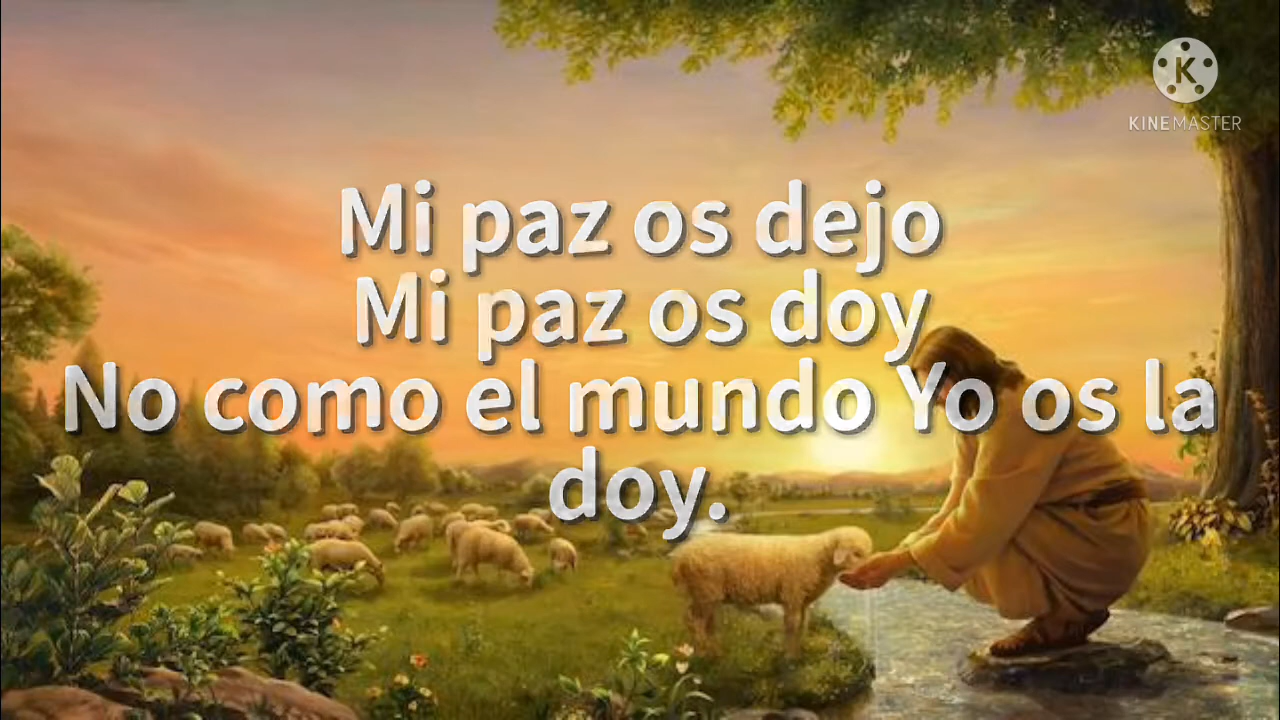 K
KINEMASTER
Mi paz os dejo
Mi paz os doy
No como el mundo Yo os la
doy.